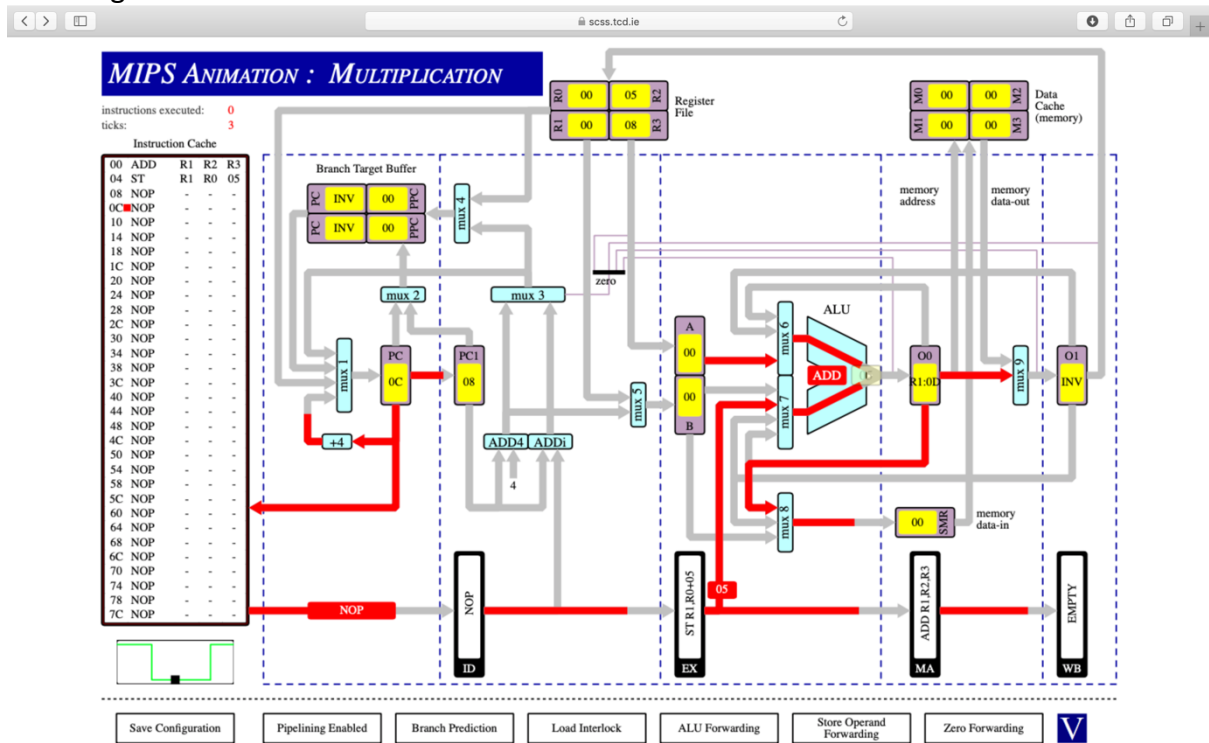 scss.tcd.ie
MIPS ANIMATION : MULTIPLICATION
instructions executed: 0
ticks: 3
Instruction Cache
00 ADD R1 R2 R3
04 ST R1 R0 05
08 NOP - - -
0C NOP - - -
10 NOP - - -
14 NOP - - -
18 NOP - - -
1C NOP - - -
20 NOP - - -
24 NOP - - -
28 NOP - - -
2C NOP - - -
30 NOP - - -
34 NOP - - -
38 NOP - - -
3C NOP - - -
40 NOP - - -
44 NOP - - -
48 NOP - - -
4C NOP - - -
50 NOP - - -
54 NOP - - -
58 NOP - - -
5C NOP - - -
60 NOP - - -
64 NOP - - -
68 NOP - - -
6C NOP - - -
70 NOP - - -
74 NOP - - -
78 NOP - - -
7C NOP - - -
R0 00 05 R2
R1 00 08 R3
Register
File
M0 00 00 M2
M1 00 00 M3
Data
Cache
(memory)
Branch Target Buffer
PC INV 00 PPC
PC INV 00 PPC
mux 4
memory
address
memory
data-out
zero
mux 2
mux 3
mux 1
PC
0C
PC1
08
+4
mux 5
ADD4
ADDi
4
A
00
00
B
mux 6
mux 7
ALU
ADD
O0
R1:0D
mux 9
O1
INV
mux 8
00 SMR
memory
data-in
NOP
NOP
ID
05
ST R1,R0+05
EX
ADD R1,R2,R3
MA
EMPTY
WB
Save Configuration
Pipelining Enabled
Branch Prediction
Load Interlock
ALU Forwarding
Store Operand
Forwarding
Zero Forwarding
V